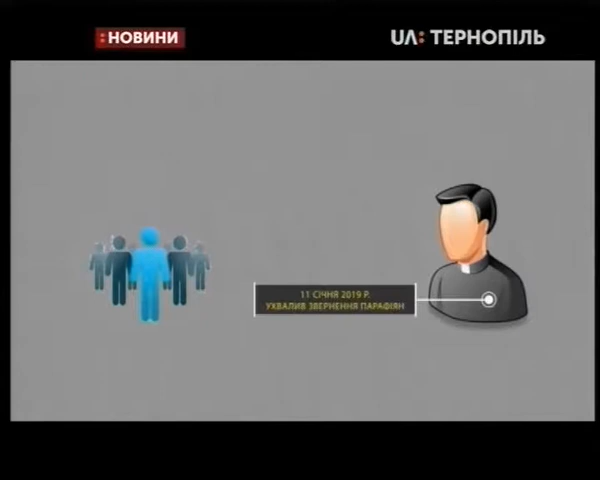 :НОВИНИ
UA: ТЕРНОПІЛЬ
11 СІЧНЯ 2019 Р.
УХВАЛИВ ЗВЕРНЕННЯ ПАРАФІЯН